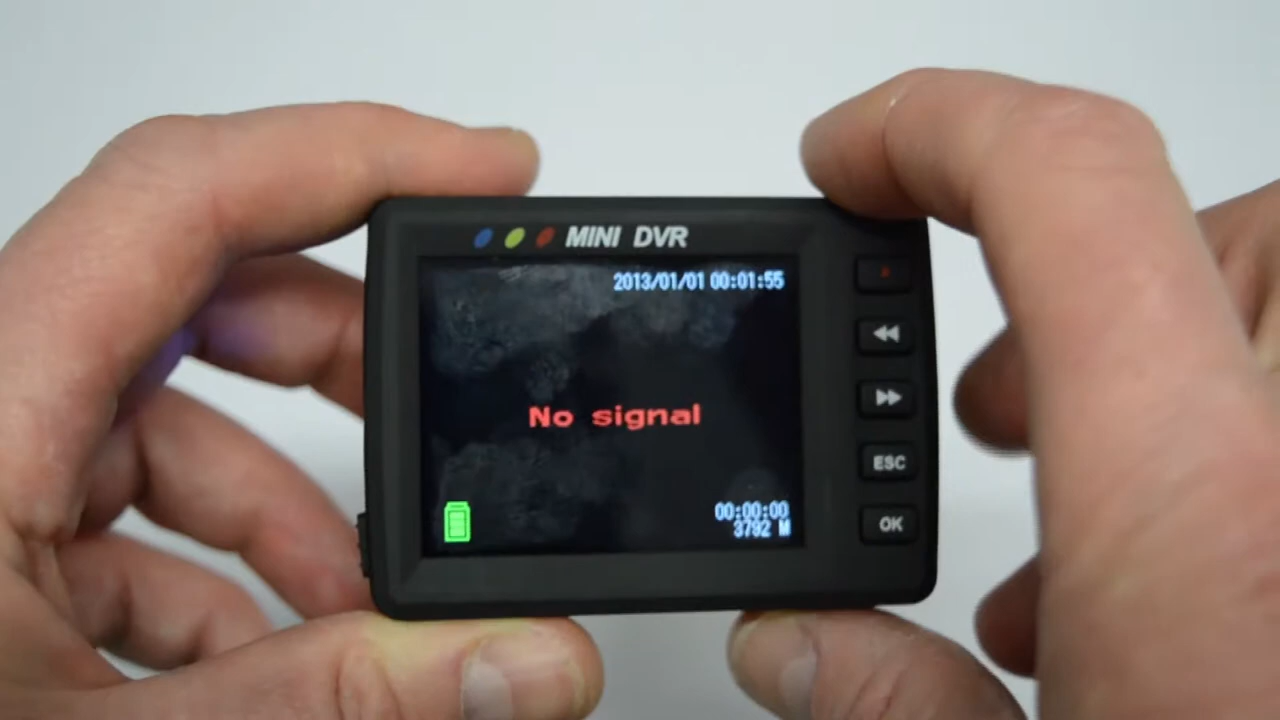 MINI DVR
2013/01/01 00:01:55
No signal
00:00:00
3792 M
ESC
OK